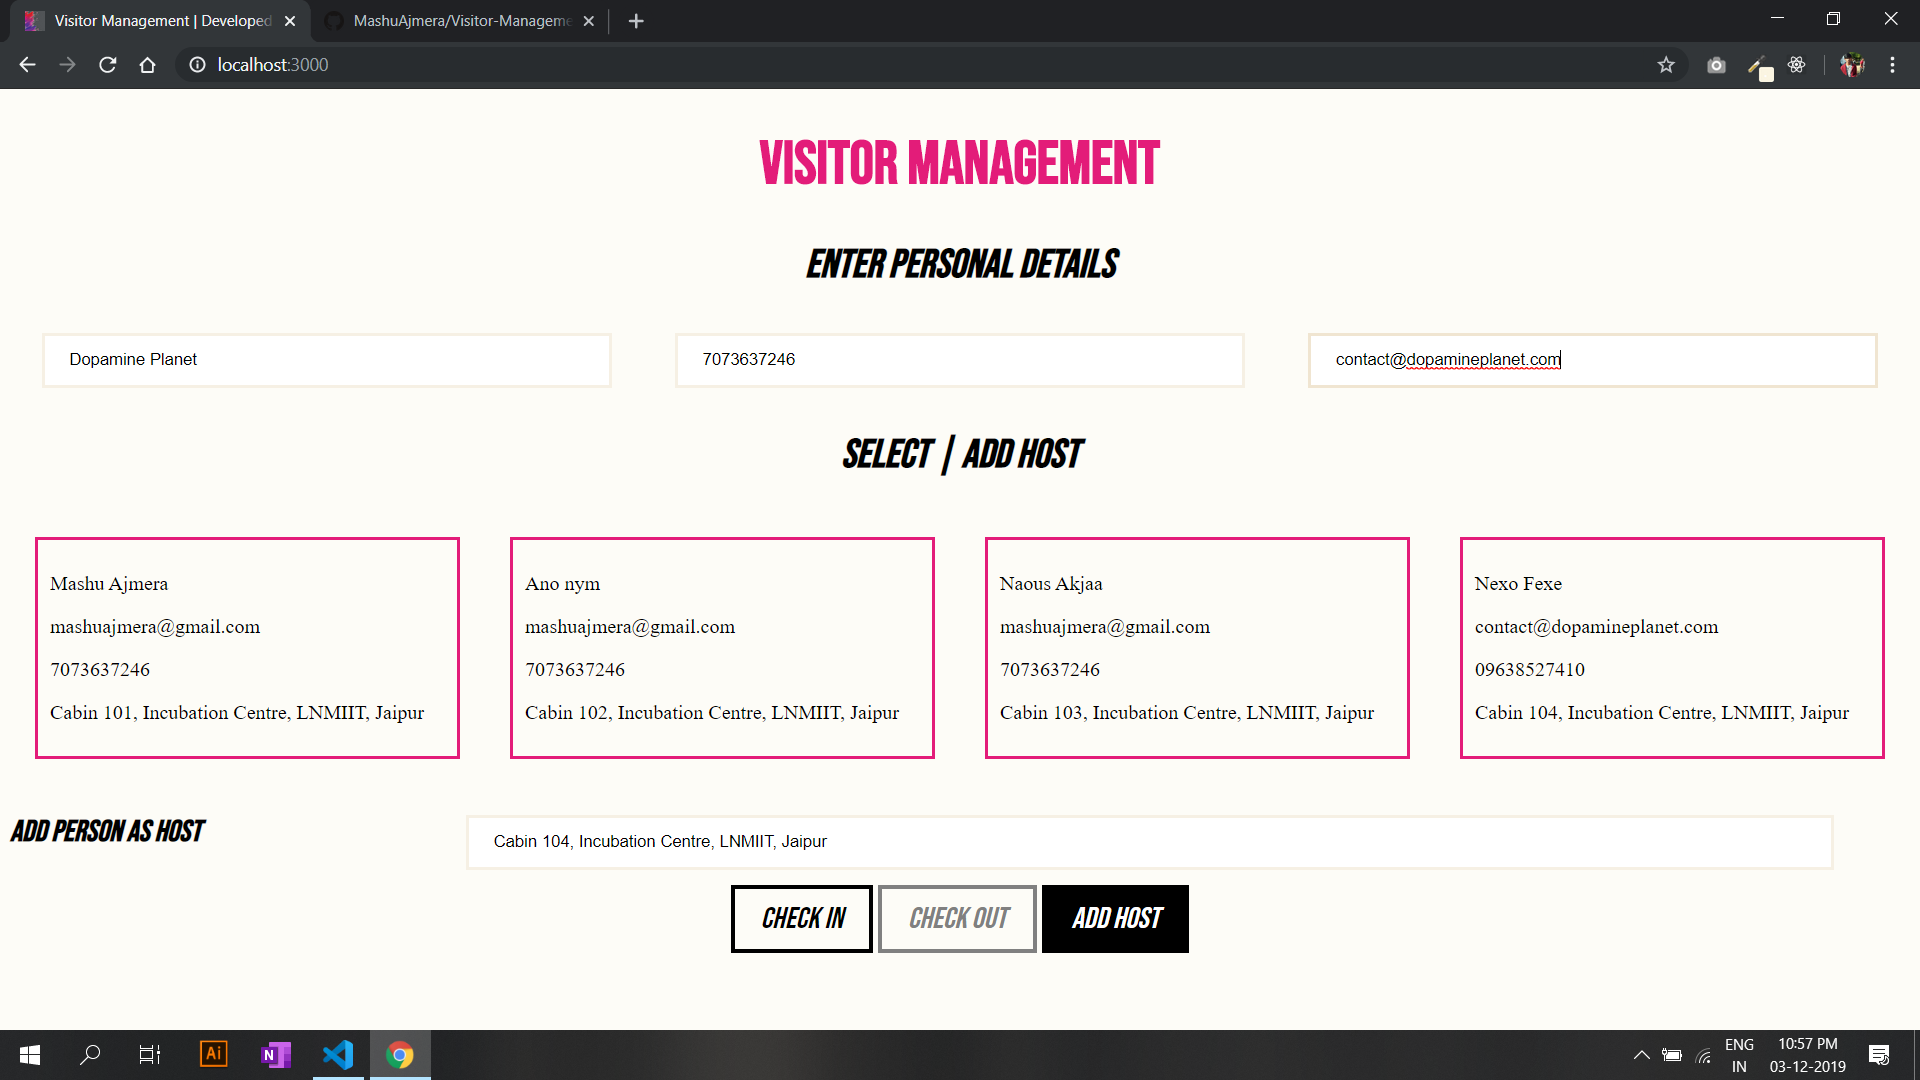 Visitor Management | Developed
MashuAjmera/Visitor-Manageme
localhost:3000
VISITOR MANAGEMENT
ENTER PERSONAL DETAILS
Dopamine Planet
7073637246
contact@dopamineplanet.com
SELECT | ADD HOST
Mashu Ajmera
mashuajmera@gmail.com
7073637246
Cabin 101, Incubation Centre, LNMIIT, Jaipur
Ano nym
mashuajmera@gmail.com
7073637246
Cabin 102, Incubation Centre, LNMIIT, Jaipur
Naous Akjaa
mashuajmera@gmail.com
7073637246
Cabin 103, Incubation Centre, LNMIIT, Jaipur
Nexo Fexe
contact@dopamineplanet.com
09638527410
Cabin 104, Incubation Centre, LNMIIT, Jaipur
ADD PERSON AS HOST
Cabin 104, Incubation Centre, LNMIIT, Jaipur
CHECK IN
CHECK OUT
ADD HOST
Ai
N
ENG
IN
10:57 PM
03-12-2019